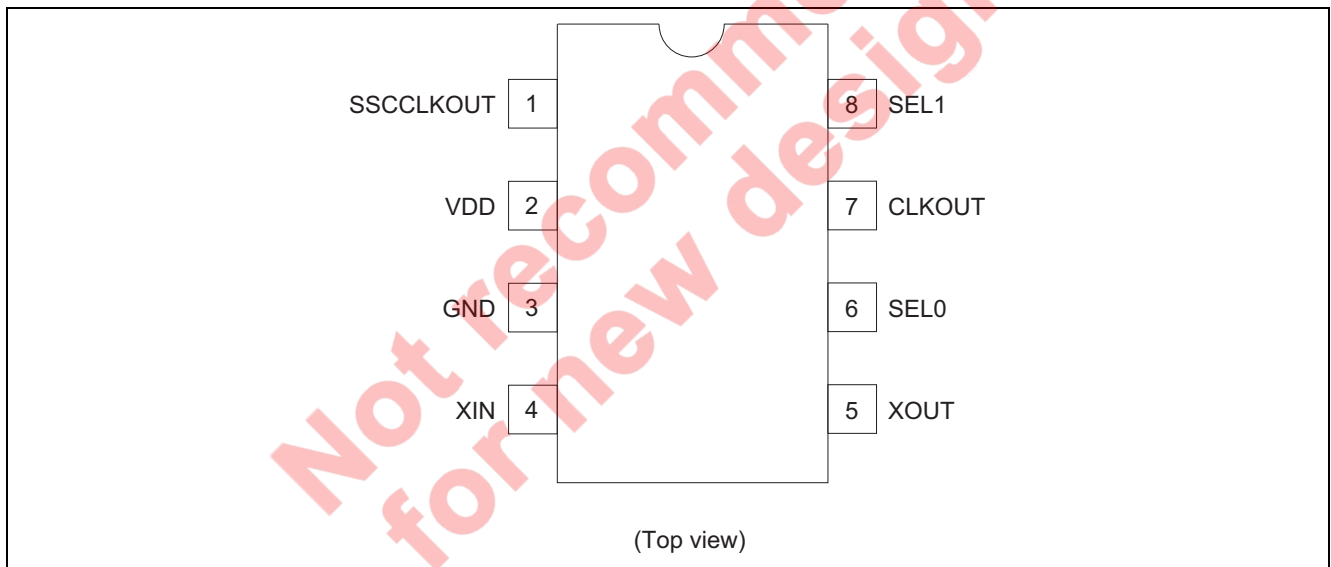 SSCCLKOUT 1
8 SEL1
VDD 2
7 CLKOUT
GND 3
6 SEL0
XIN 4
5 XOUT
(Top view)
Not
for new design